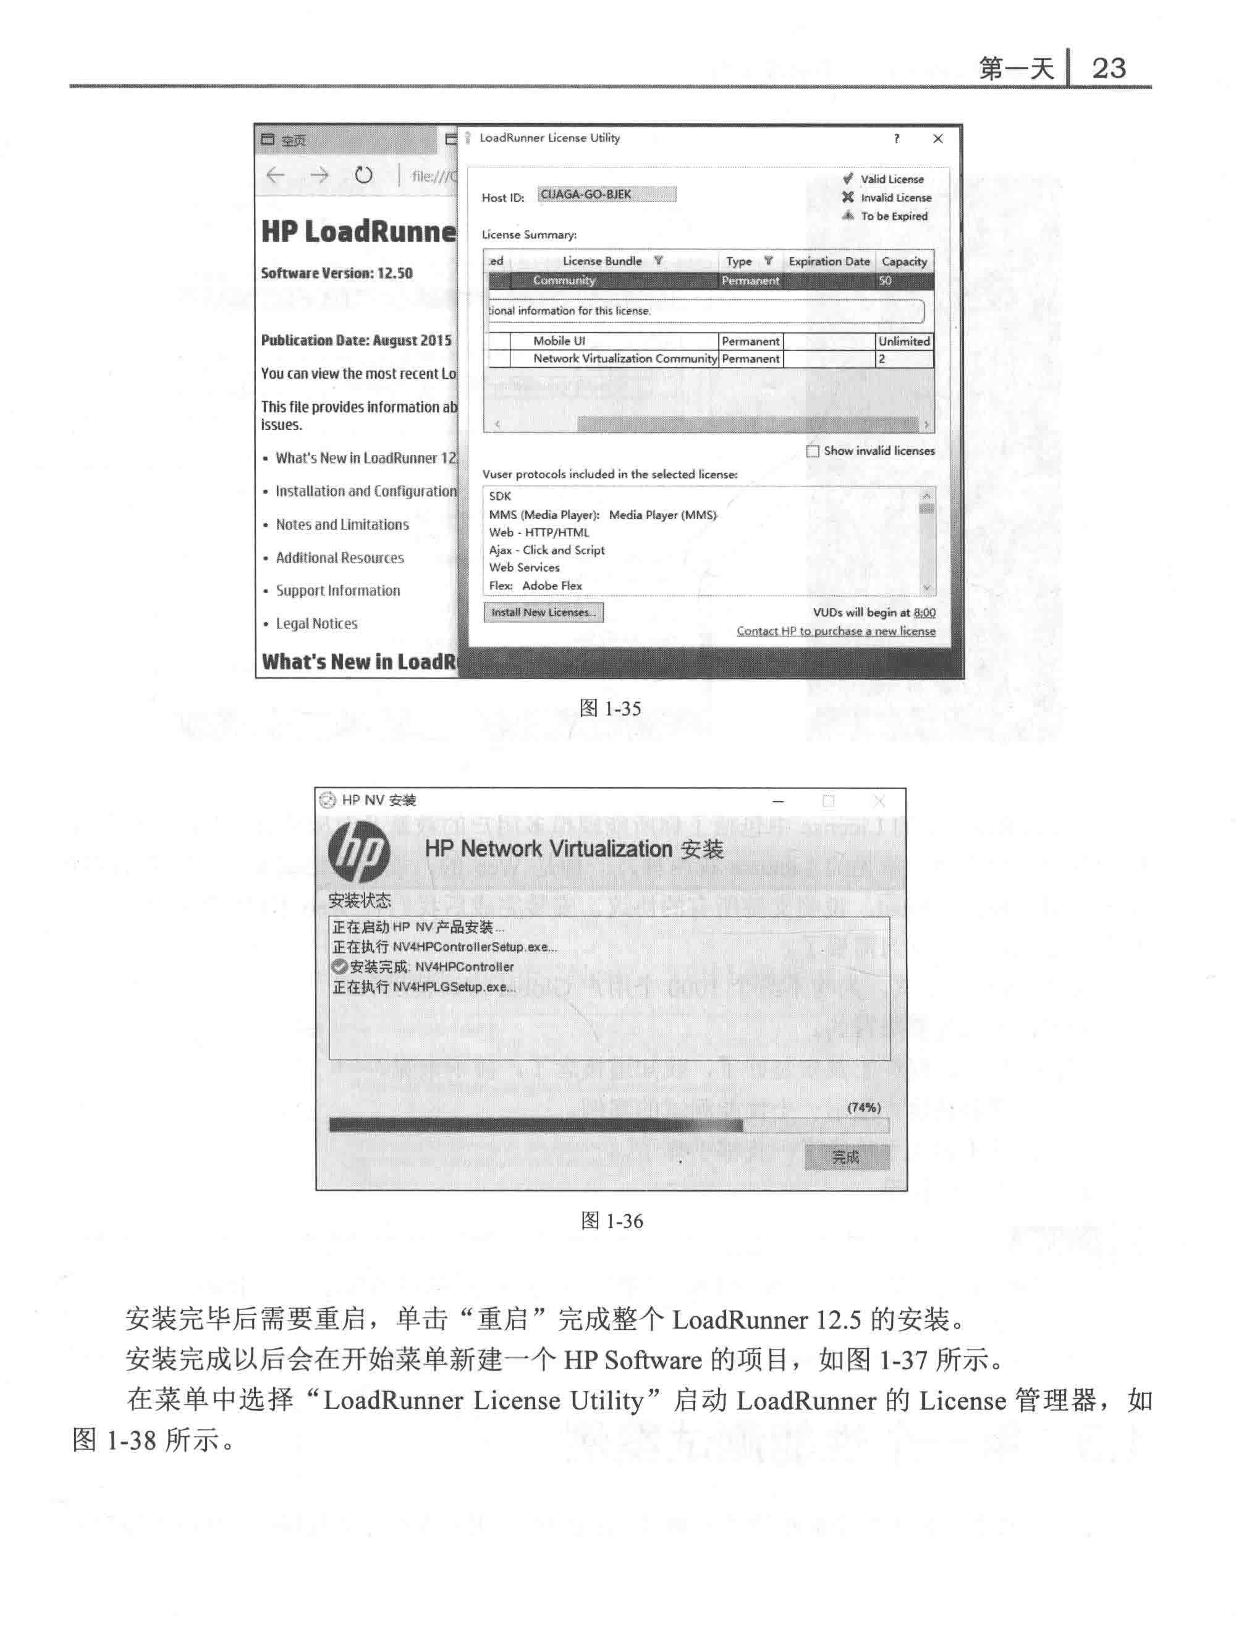 第一天 23
空页
file:///C
HP LoadRunne
Software Version: 12.50
Publication Date: August 2015
You can view the most recent Lo
This file provides information ab
issues.
• What's New in LoadRunner 12
• Installation and Configuration
• Notes and Limitations
• Additional Resources
• Support Information
• Legal Notices
What's New in LoadR
LoadRunner License Utility ? ×
Valid License
Host ID: CIJAGA-GO-BJEK
Invalid License
To be Expired
License Summary:
:ed License Bundle Type Expiration Date Capacity
Community Permanent 50
tional information for this license.
Mobile UI Permanent Unlimited
Network Virtualization Community Permanent 2
Show invalid licenses
Vuser protocols included in the selected license:
SDK
MMS (Media Player): Media Player (MMS)
Web - HTTP/HTML
Ajax - Click and Script
Web Services
Flex: Adobe Flex
Install New Licenses...
VUDs will begin at 8:00
Contact HP to purchase a new license
图 1-35
HP NV 安装
hp
HP Network Virtualization 安装
安装状态
正在启动 HP NV 产品安装...
正在执行 NV4HPControllerSetup.exe...
安装完成: NV4HPController
正在执行 NV4HPLGSetup.exe...
(74%)
完成
图 1-36
安装完毕后需要重启，单击“重启”完成整个 LoadRunner 12.5 的安装。
安装完成以后会在开始菜单新建一个 HP Software 的项目，如图 1-37 所示。
在菜单中选择“LoadRunner License Utility”启动 LoadRunner 的 License 管理器，如
图 1-38 所示。